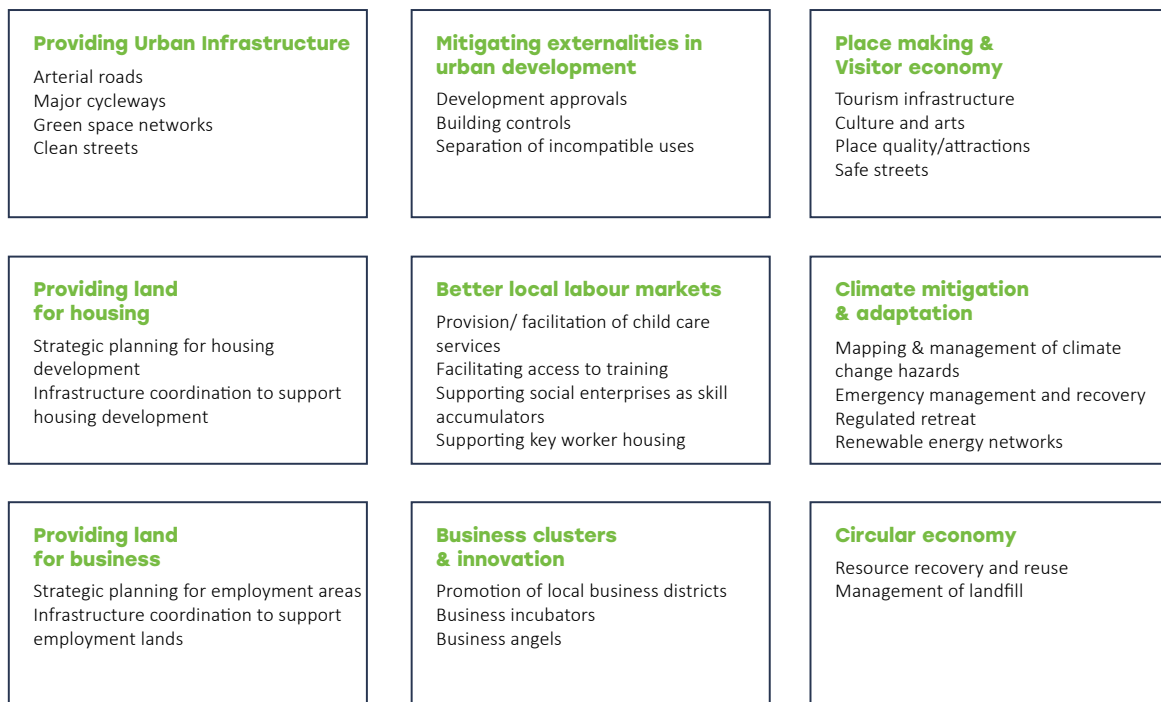 Providing Urban Infrastructure
Arterial roads
Major cycleways
Green space networks
Clean streets
Mitigating externalities in
urban development
Development approvals
Building controls
Separation of incompatible uses
Place making &
Visitor economy
Tourism infrastructure
Culture and arts
Place quality/attractions
Safe streets
Providing land
for housing
Strategic planning for housing
development
Infrastructure coordination to support
housing development
Better local labour markets
Provision/ facilitation of child care
services
Facilitating access to training
Supporting social enterprises as skill
accumulators
Supporting key worker housing
Climate mitigation
& adaptation
Mapping & management of climate
change hazards
Emergency management and recovery
Regulated retreat
Renewable energy networks
Providing land
for business
Strategic planning for employment areas
Infrastructure coordination to support
employment lands
Business clusters
& innovation
Promotion of local business districts
Business incubators
Business angels
Circular economy
Resource recovery and reuse
Management of landfill